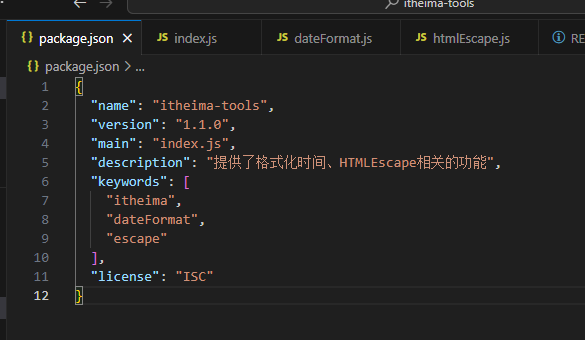 itheima-tools
package.json
JS index.js
JS dateFormat.js
JS htmlEscape.js
RE
package.json > ...
1 {
2 "name": "itheima-tools",
3 "version": "1.1.0",
4 "main": "index.js",
5 "description": "提供了格式化时间、HTMLEscape相关的功能",
6 "keywords": [
7 "itheima",
8 "dateFormat",
9 "escape"
10 ],
11 "license": "ISC"
12 }